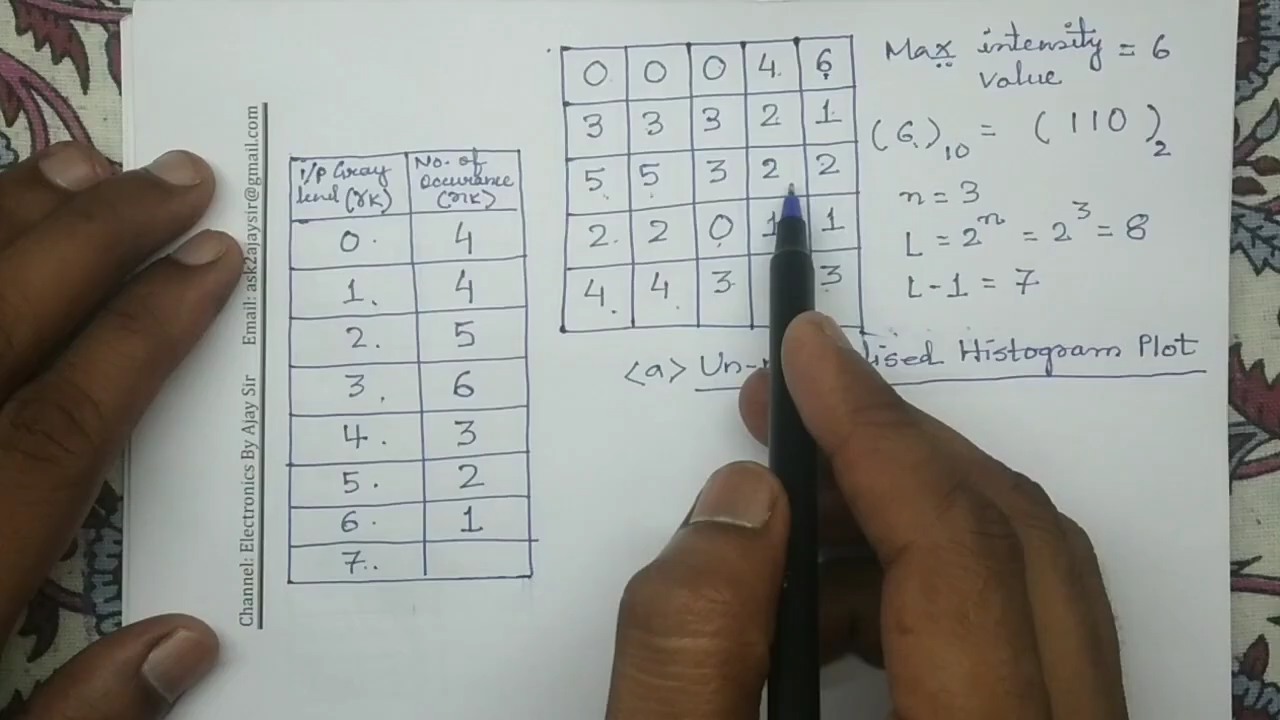 Channel: Electronics By Ajay Sir Email: ask2ajaysir@gmail.com
i/p Gray level (rk) No. of Occurance (nk)
0. 4
1. 4
2. 5
3. 6
4. 3
5. 2
6. 1
7.
0 0 0 4 6
3 3 3 2 1
5 5 3 2 2
2 2 0 1 1
4 4 3 3
Max intensity value = 6
(6)10 = (110)2
n = 3
L = 2^n = 2^3 = 8
L-1 = 7
<a> Un- ised Histogram Plot